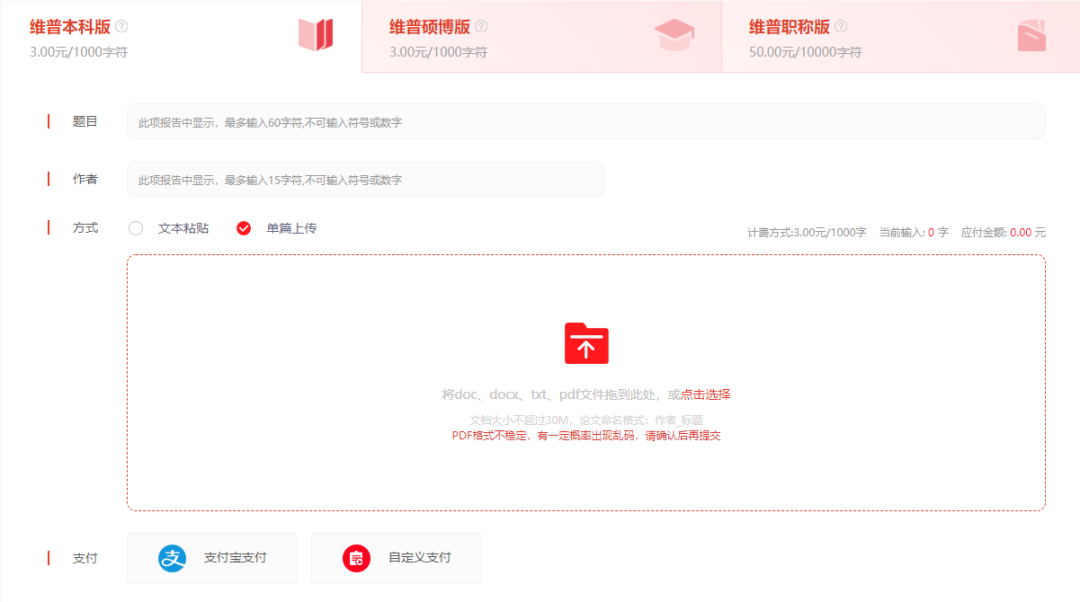 维普本科版 ?
3.00元/1000字符
维普硕博版 ?
3.00元/1000字符
维普职称版 ?
50.00元/10000字符
题目
此项报告中显示，最多输入60字符,不可输入符号或数字
作者
此项报告中显示，最多输入15字符,不可输入符号或数字
方式 文本粘贴 单篇上传
计费方式:3.00元/1000字 当前输入: 0 字 应付金额: 0.00 元
将doc、docx、txt、pdf文件拖到此处，或点击选择
文档大小不超过30M，论文命名格式：作者_标题
PDF格式不稳定，有一定概率出现乱码，请确认后再提交
支付 支 支付宝支付 自定义支付